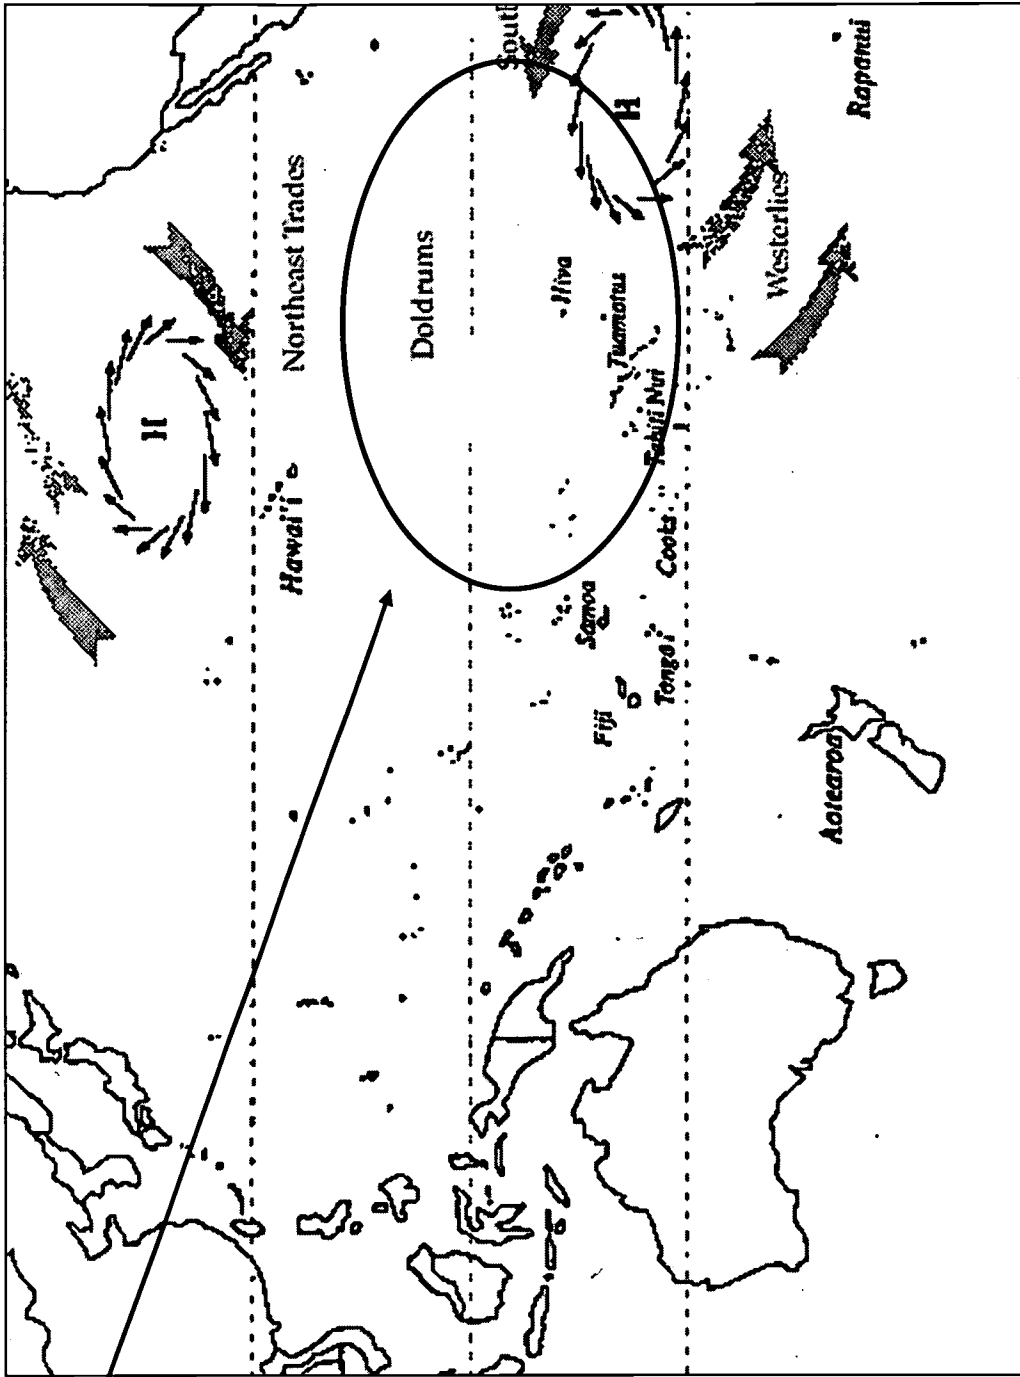 H
Hawai'i
Northeast Trades
Doldrums
South
Hiva
Samoa
Fiji
Tuamotus
H
Tahiti Nui
Tonga
Cooks
Westerlies
Aotearoa
Rapanui